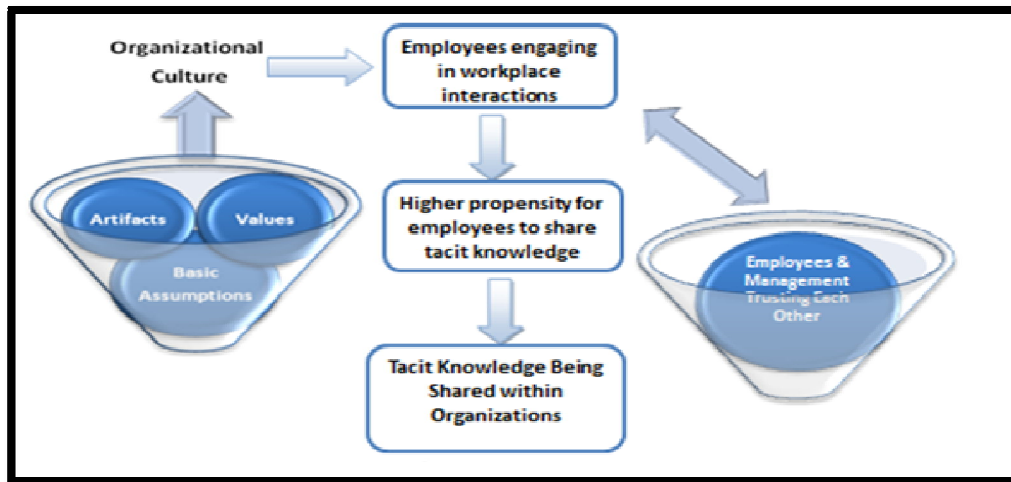 Organizational
Culture
Employees engaging
in workplace
interactions
Artifacts
Values
Basic
Assumptions
Higher propensity for
employees to share
tacit knowledge
Employees &
Management
Trusting Each
Other
Tacit Knowledge Being
Shared within
Organizations